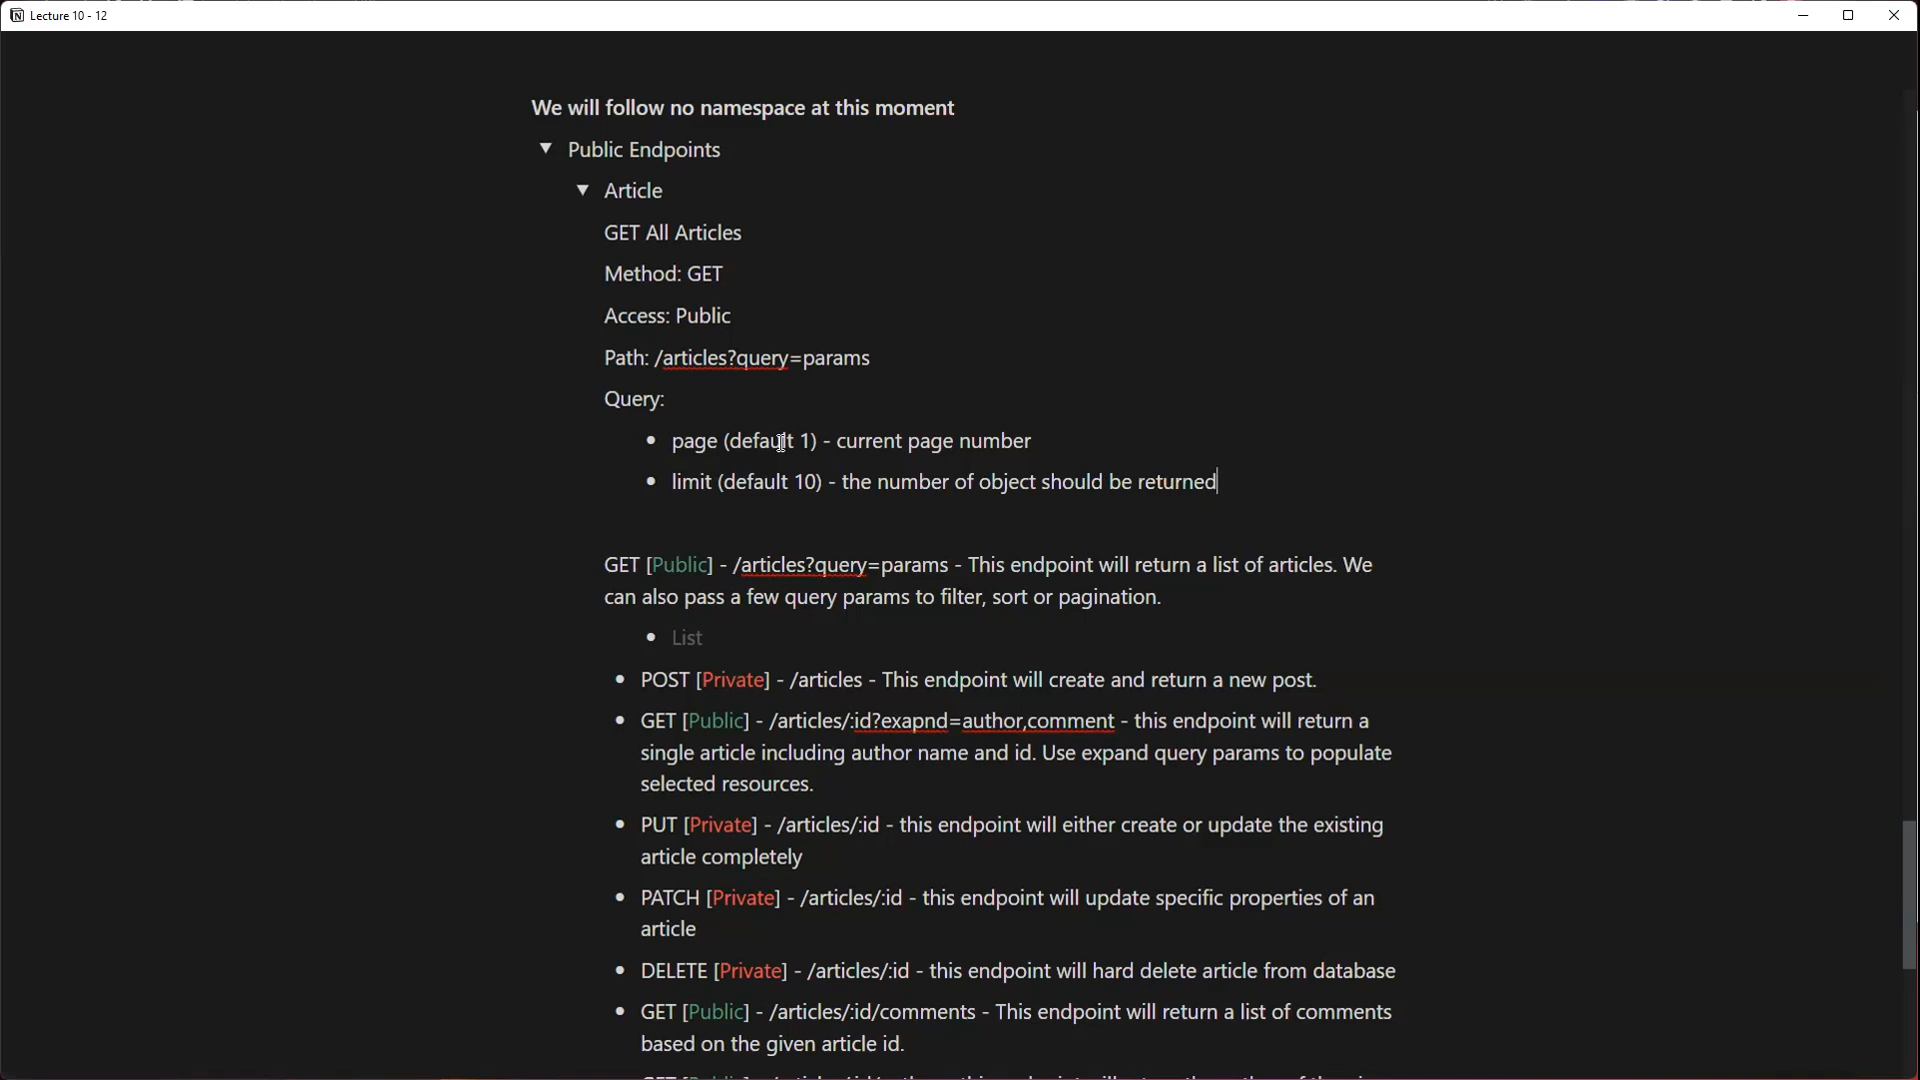 Lecture 10 - 12
We will follow no namespace at this moment
Public Endpoints
Article
GET All Articles
Method: GET
Access: Public
Path: /articles?query=params
Query:
page (default 1) - current page number
limit (default 10) - the number of object should be returned
GET [Public] - /articles?query=params - This endpoint will return a list of articles. We
can also pass a few query params to filter, sort or pagination.
List
POST [Private] - /articles - This endpoint will create and return a new post.
GET [Public] - /articles/:id?exapnd=author,comment - this endpoint will return a
single article including author name and id. Use expand query params to populate
selected resources.
PUT [Private] - /articles/:id - this endpoint will either create or update the existing
article completely
PATCH [Private] - /articles/:id - this endpoint will update specific properties of an
article
DELETE [Private] - /articles/:id - this endpoint will hard delete article from database
GET [Public] - /articles/:id/comments - This endpoint will return a list of comments
based on the given article id.